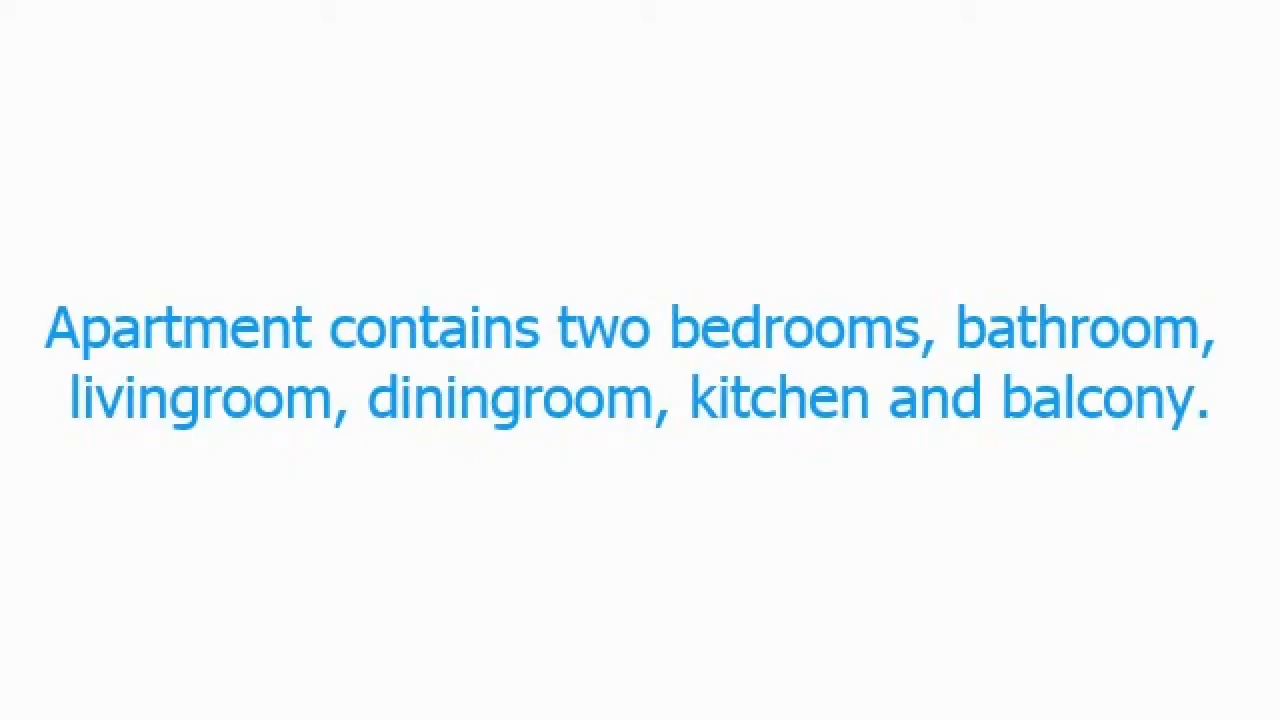 Apartment contains two bedrooms, bathroom,
livingroom, diningroom, kitchen and balcony.